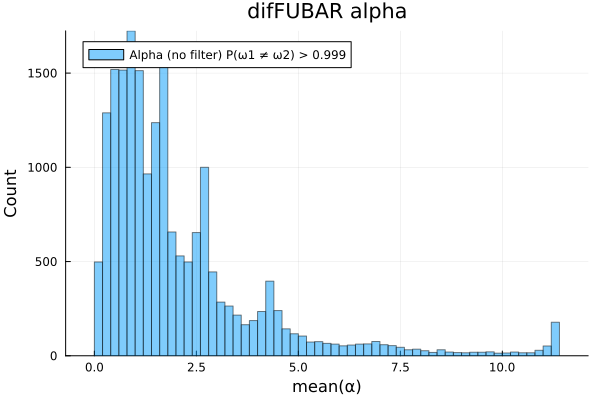 difFUBAR alpha
Alpha (no filter) P(ω1 ≠ ω2) > 0.999
1500
1000
500
0
Count
0.0 2.5 5.0 7.5 10.0
mean(α)